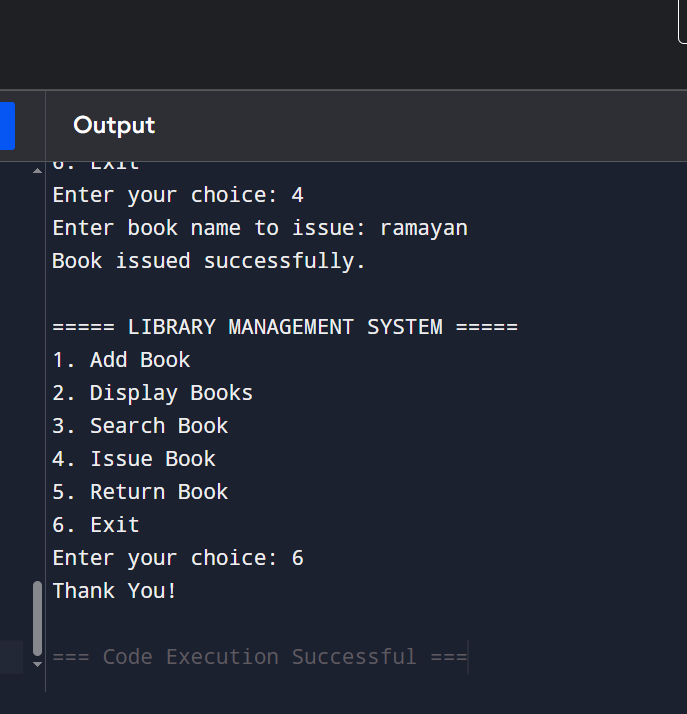 Output
6. Exit
Enter your choice: 4
Enter book name to issue: ramayan
Book issued successfully.
===== LIBRARY MANAGEMENT SYSTEM =====
1. Add Book
2. Display Books
3. Search Book
4. Issue Book
5. Return Book
6. Exit
Enter your choice: 6
Thank You!
=== Code Execution Successful ===